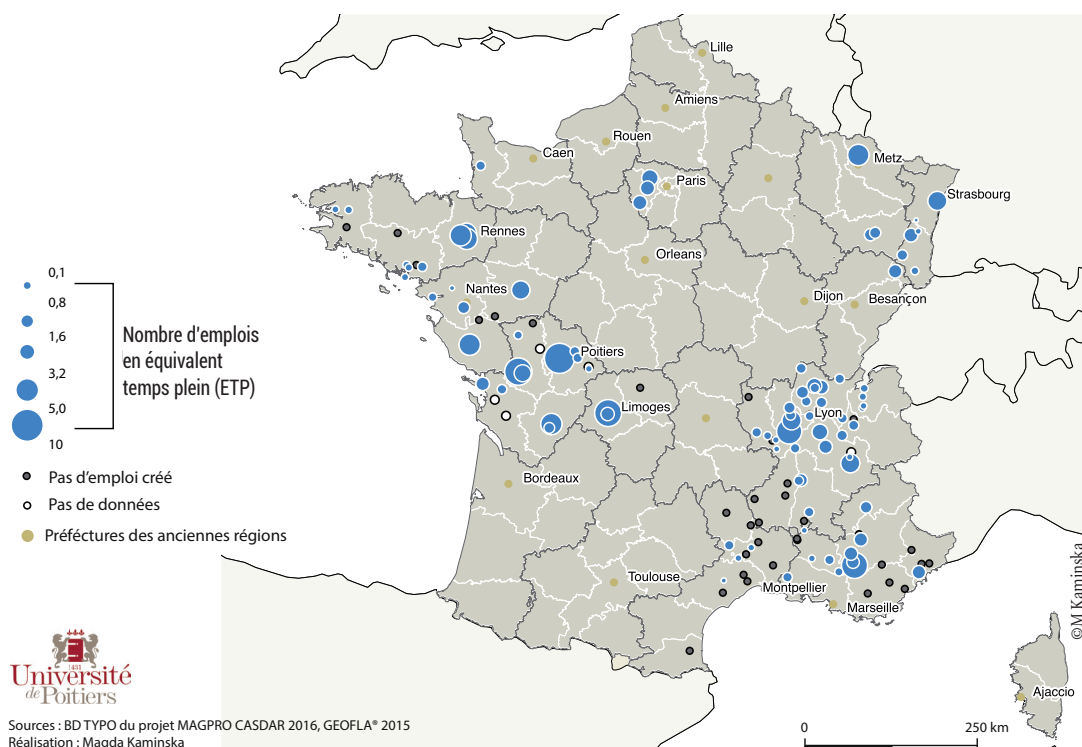 Lille
Amiens
Rouen
Caen
Metz
Paris
Strasbourg
Rennes
Orleans
Nantes
Dijon
Besançon
0,1
0,8
1,6
3,2
5,0
10
Nombre d'emplois
en équivalent
temps plein (ETP)
Poitiers
Limoges
Lyon
Pas d'emploi créé
Pas de données
Préféctures des anciennes régions
Bordeaux
Toulouse
Montpellier
Marseille
©M Kaminska
Ajaccio
1431
Université
de Poitiers
Sources : BD TYPO du projet MAGPRO CASDAR 2016, GEOFLA® 2015
Réalisation : Magda Kaminska
0 250 km